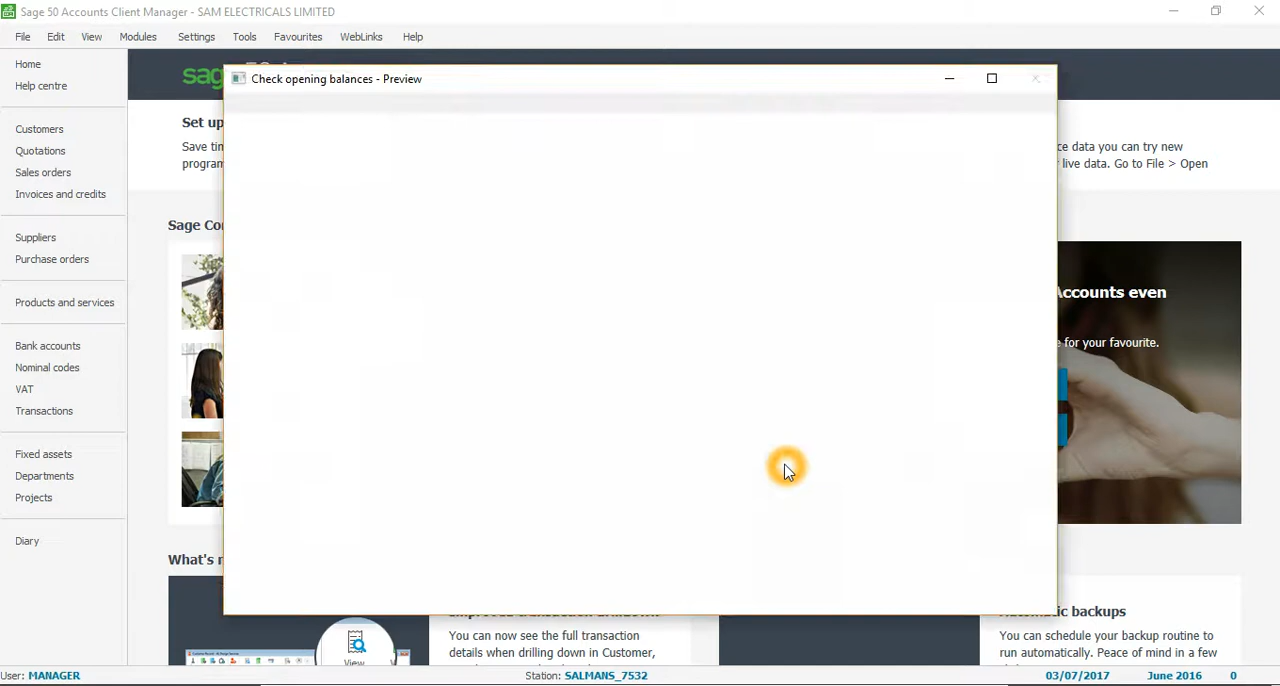 Sage 50 Accounts Client Manager - SAM ELECTRICALS LIMITED
File Edit View Modules Settings Tools Favourites WebLinks Help
Home
Help centre
Customers
Quotations
Sales orders
Invoices and credits
Suppliers
Purchase orders
Products and services
Bank accounts
Nominal codes
VAT
Transactions
Fixed assets
Departments
Projects
Diary
sag
Check opening balances - Preview
Set up
Save tim
program
ce data you can try new
live data. Go to File > Open
Sage Co
Accounts even
e for your favourite.
What's r
View
You can now see the full transaction
details when drilling down in Customer,
ic backups
You can schedule your backup routine to
run automatically. Peace of mind in a few
User: MANAGER Station: SALMANS_7532 03/07/2017 June 2016 0